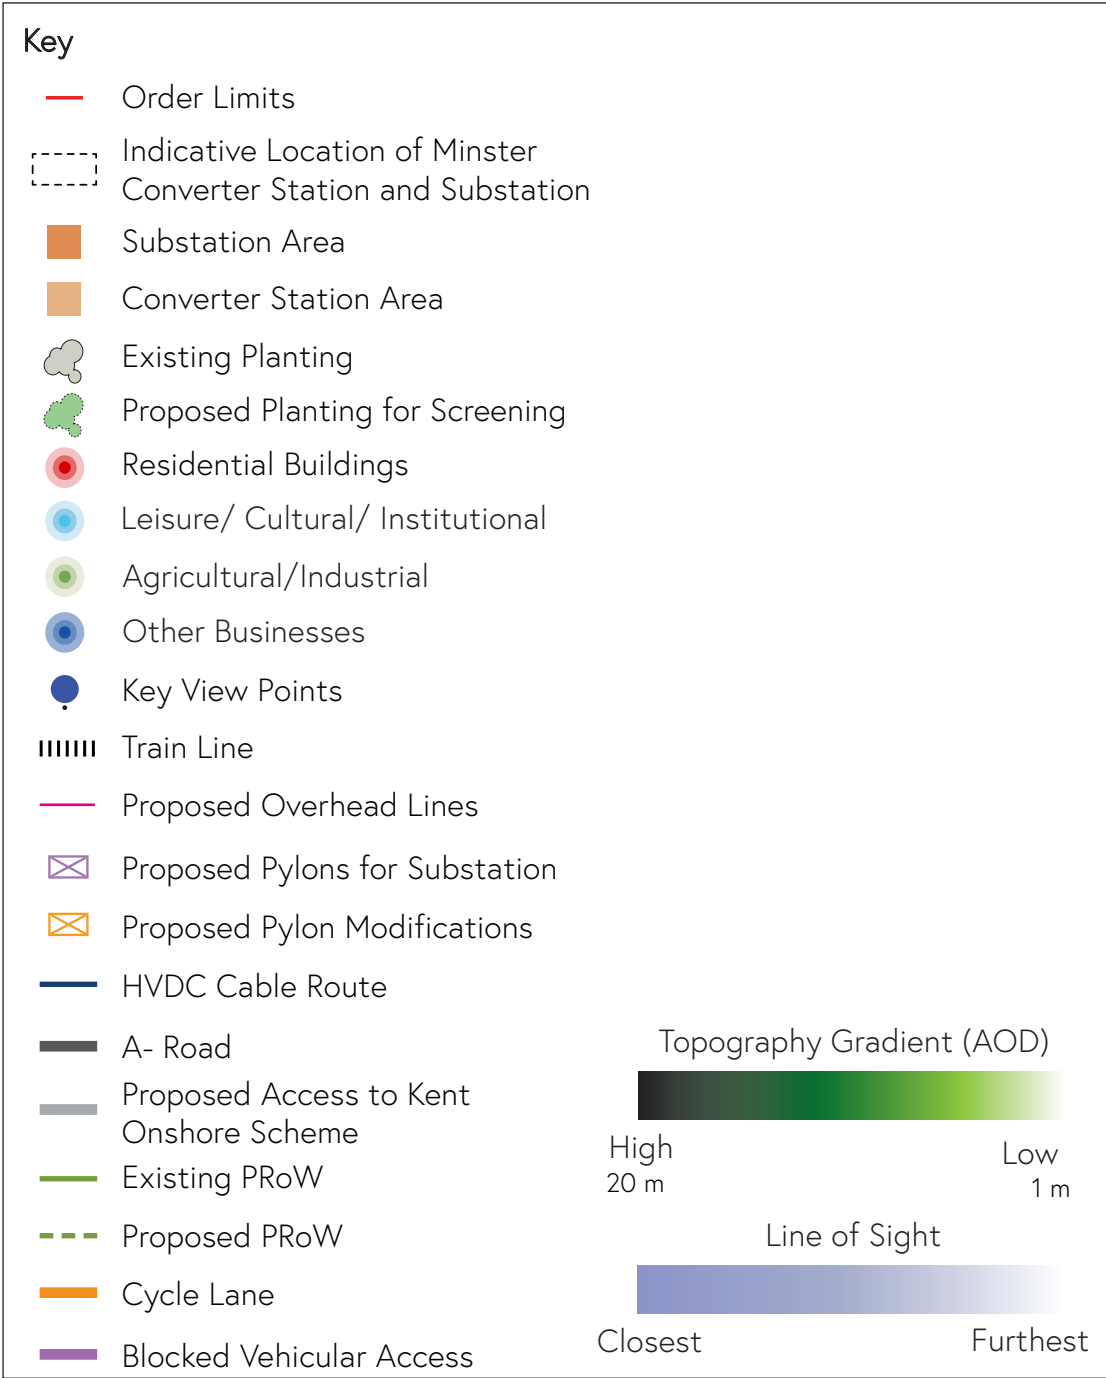 Key
Order Limits
Indicative Location of Minster
Converter Station and Substation
Substation Area
Converter Station Area
Existing Planting
Proposed Planting for Screening
Residential Buildings
Leisure/ Cultural/ Institutional
Agricultural/Industrial
Other Businesses
Key View Points
Train Line
Proposed Overhead Lines
Proposed Pylons for Substation
Proposed Pylon Modifications
HVDC Cable Route
A- Road
Proposed Access to Kent
Onshore Scheme
Existing PRoW
Proposed PRoW
Cycle Lane
Blocked Vehicular Access
Topography Gradient (AOD)
High
20 m
Low
1 m
Line of Sight
Closest
Furthest